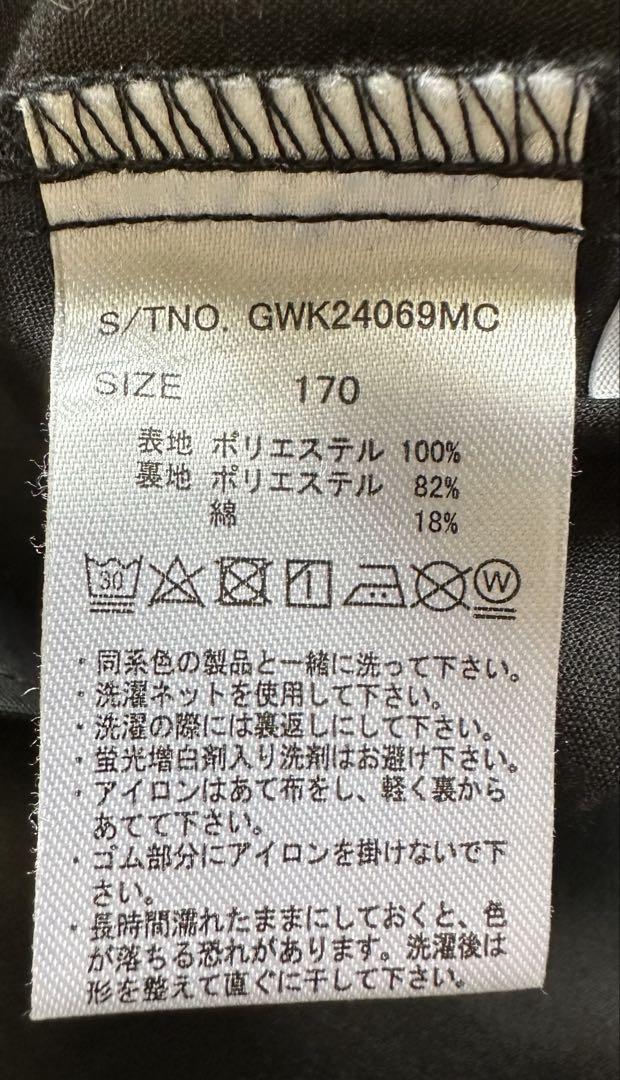 S/TNO. GWK24069MC
SIZE 170
表地 ポリエステル 100%
裏地 ポリエステル 82%
綿 18%
30 W
・同系色の製品と一緒に洗って下さい。
・洗濯ネットを使用して下さい。
・洗濯の際には裏返しにして下さい。
・蛍光増白剤入り洗剤はお避け下さい。
・アイロンはあて布をし、軽く裏から
あてて下さい。
・ゴム部分にアイロンを掛けないで下
さい。
・長時間濡れたままにしておくと、色
が落ちる恐れがあります。洗濯後は
形を整えて直ぐに干して下さい。